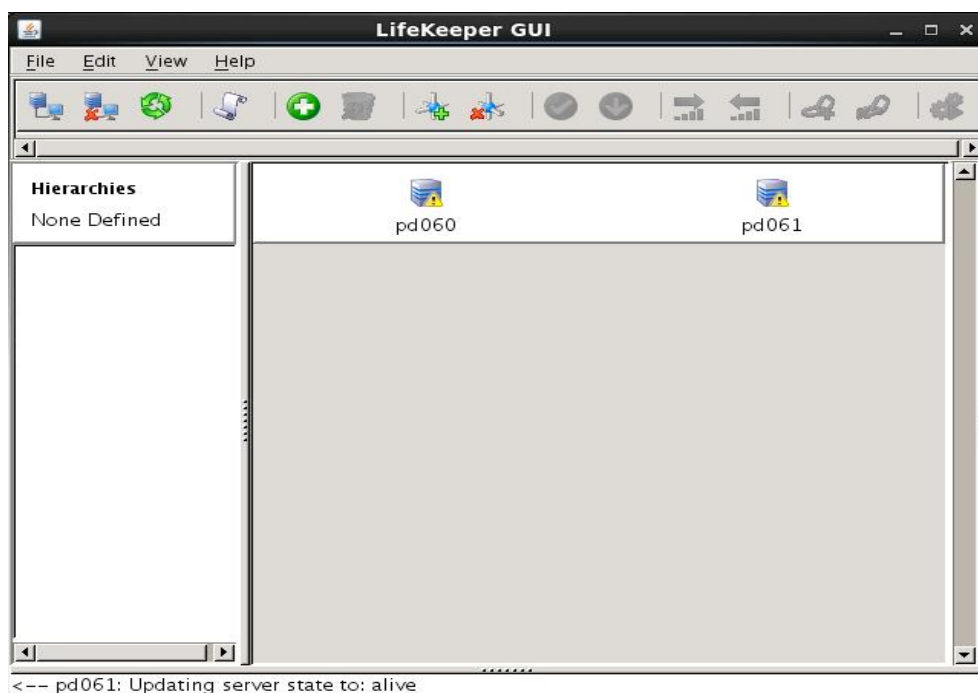 LifeKeeper GUI
File Edit View Help
Hierarchies
None Defined
pd060 pd061
<-- pd061: Updating server state to: alive